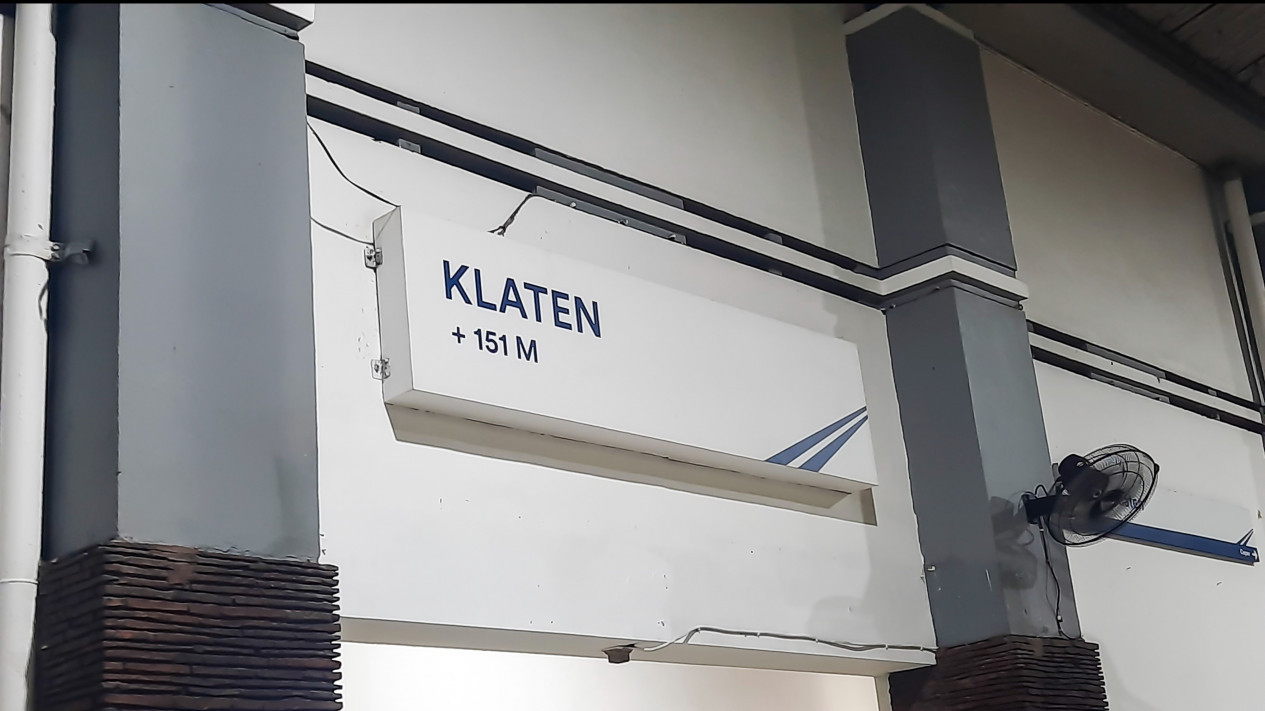 KLATEN
+ 151 M